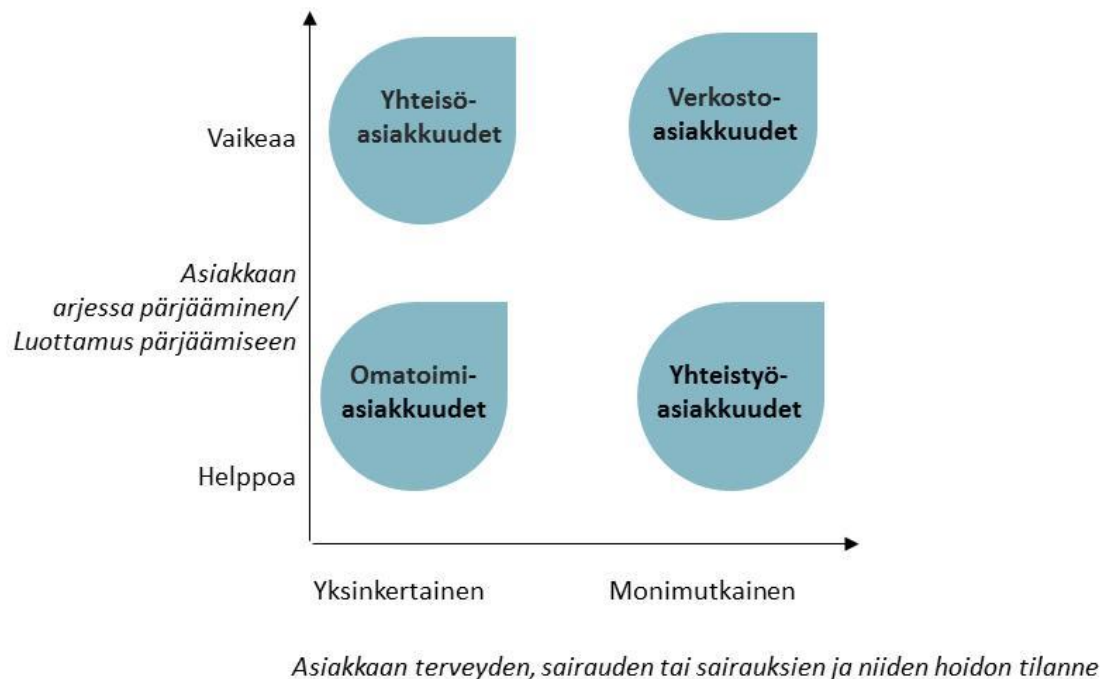 Yhteisö-
asiakkuudet
Verkosto-
asiakkuudet
Vaikeaa
Asiakkaan
arjessa pärjääminen/
Luottamus pärjäämiseen
Omatoimi-
asiakkuudet
Yhteistyö-
asiakkuudet
Helppoa
Yksinkertainen
Monimutkainen
Asiakkaan terveyden, sairauden tai sairauksien ja niiden hoidon tilanne